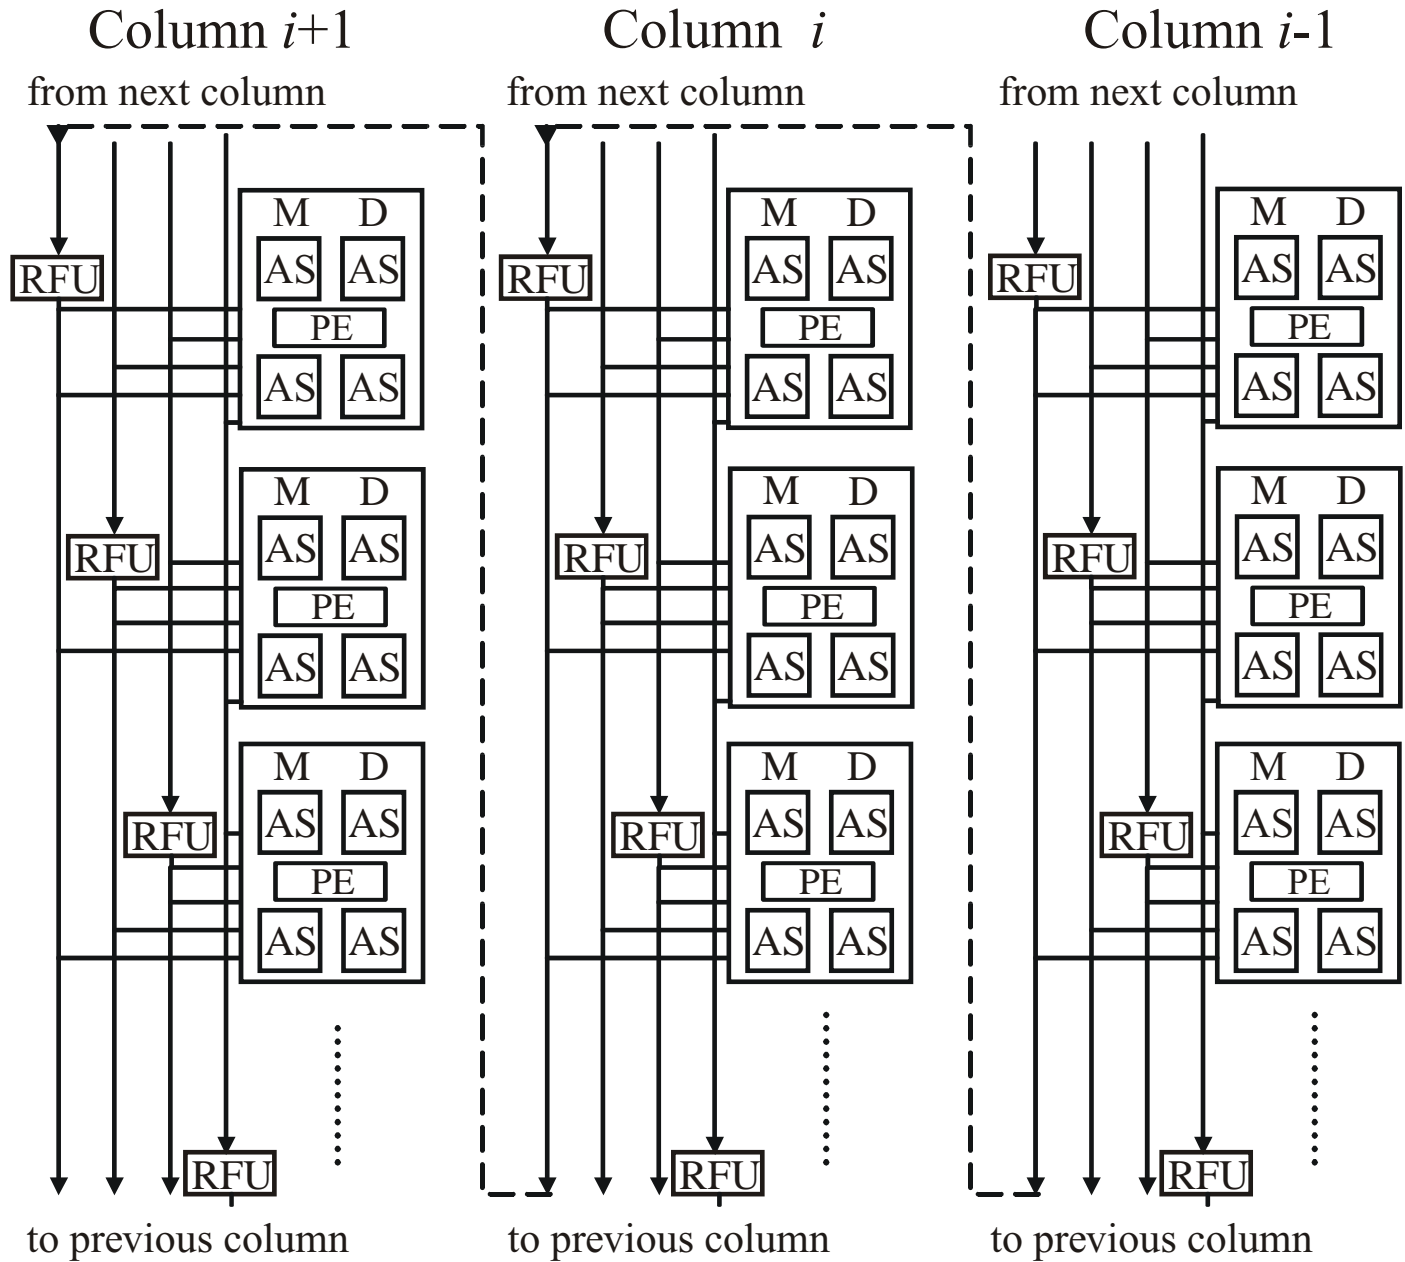 Column i+1 Column i Column i-1
from next column from next column from next column
M D M D M D
AS AS AS AS AS AS
RFU RFU RFU
PE PE PE
AS AS AS AS AS AS
M D M D M D
AS AS AS AS AS AS
RFU RFU RFU
PE PE PE
AS AS AS AS AS AS
M D M D M D
AS AS AS AS AS AS
RFU RFU RFU
PE PE PE
AS AS AS AS AS AS
RFU RFU RFU
to previous column to previous column to previous column